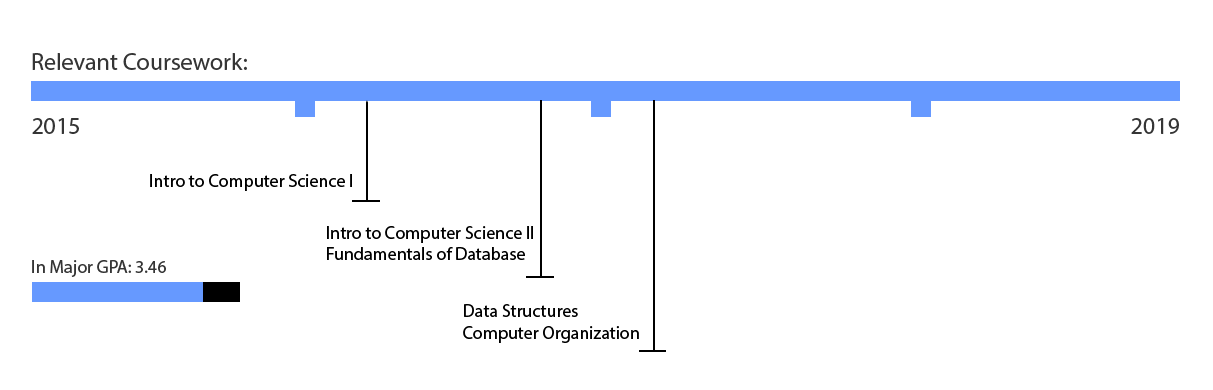 Relevant Coursework:
2015
2019
Intro to Computer Science I
Intro to Computer Science II
Fundamentals of Database
In Major GPA: 3.46
Data Structures
Computer Organization